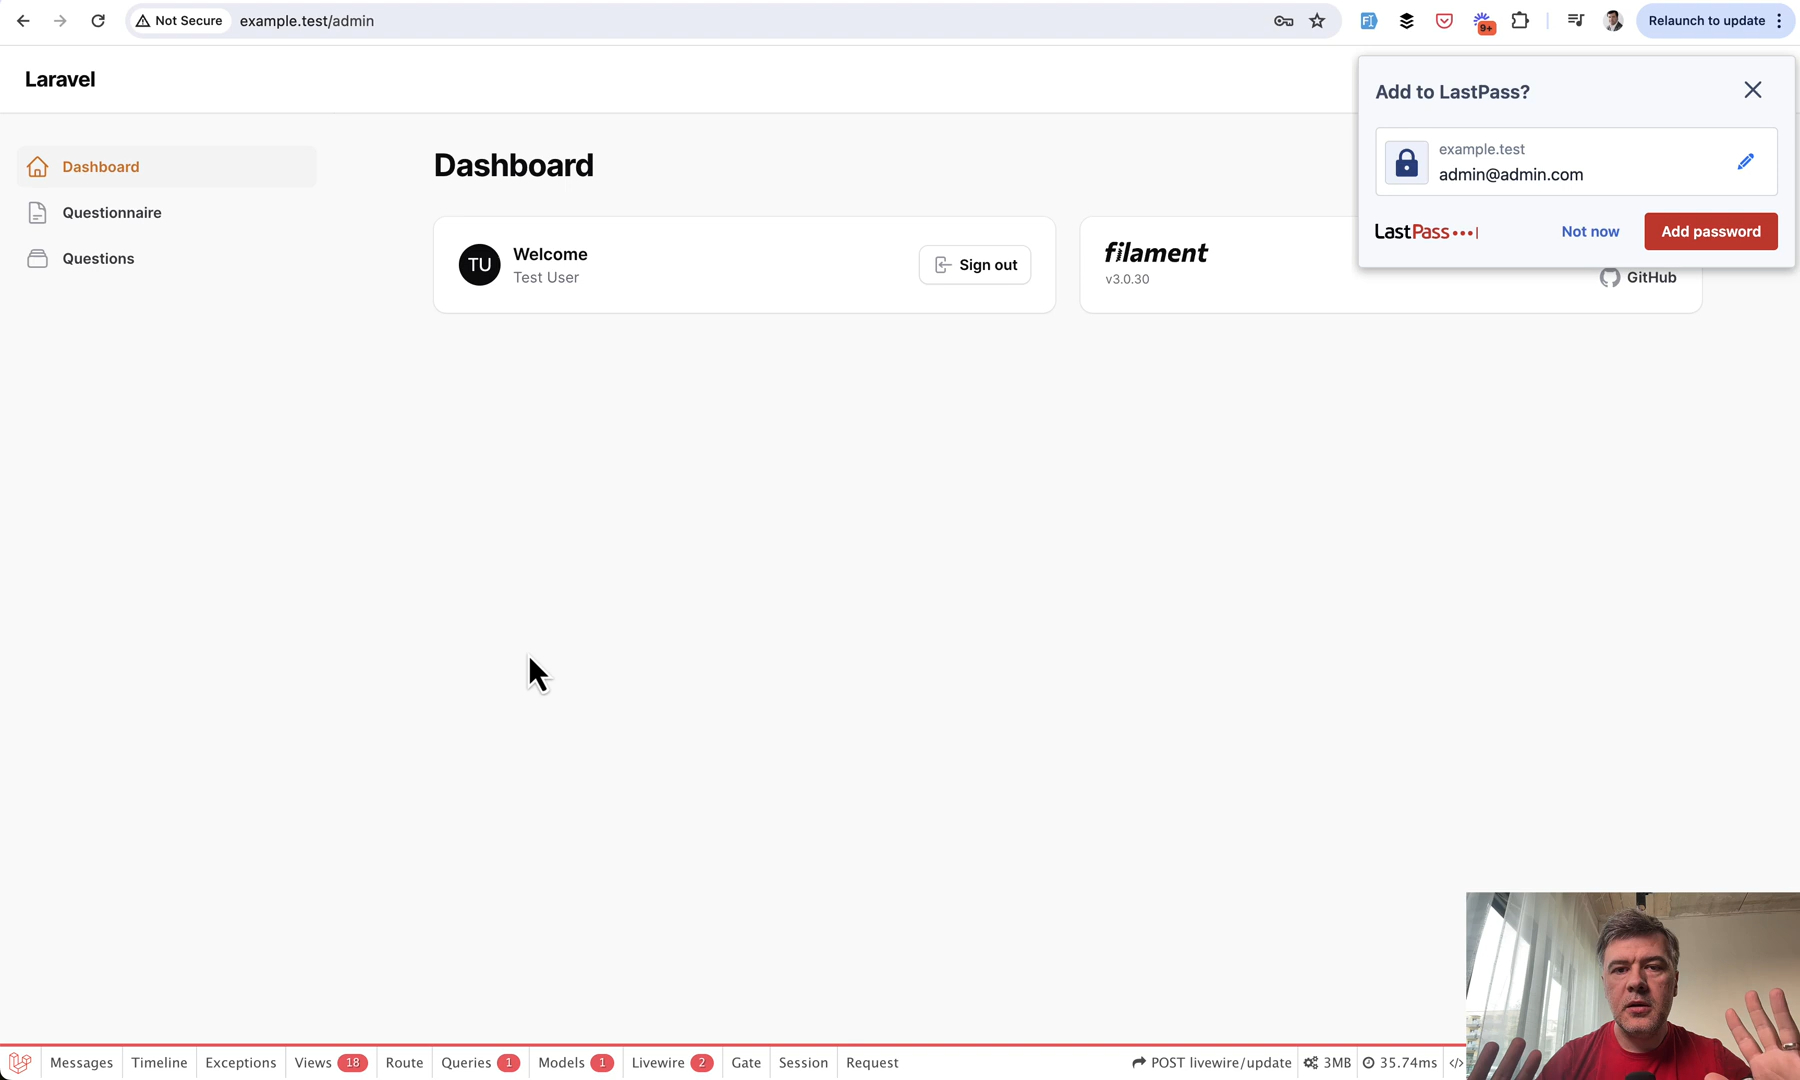 Not Secure example.test/admin
9+
Relaunch to update
Laravel
Add to LastPass?
example.test
admin@admin.com
LastPass
Not now
Add password
Dashboard
Questionnaire
Questions
Dashboard
TU
Welcome
Test User
Sign out
filament
v3.0.30
GitHub
Messages Timeline Exceptions Views 18 Route Queries 1 Models 1 Livewire 2 Gate Session Request POST livewire/update 3MB 35.74ms